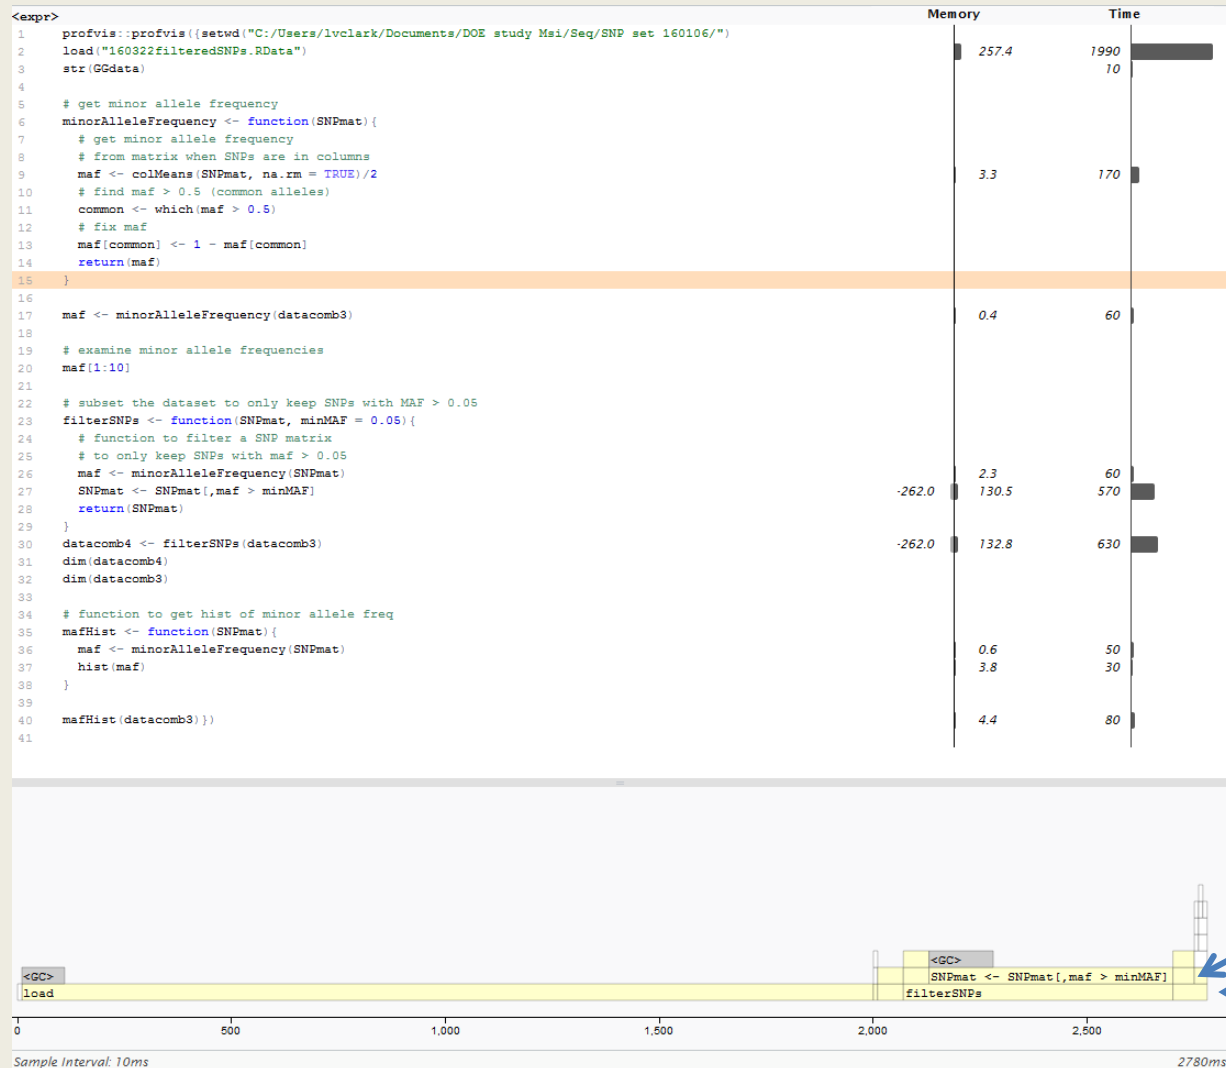 <expr> Memory Time
1 profvis::profvis({setwd("C:/Users/lvclark/Documents/DOE study Msi/Seq/SNP set 160106/")
2 load("160322filteredSNPs.RData") 257.4 1990
3 str(GGdata) 10
4
5 # get minor allele frequency
6 minorAlleleFrequency <- function(SNPmat){
7 # get minor allele frequency
8 # from matrix when SNPs are in columns
9 maf <- colMeans(SNPmat, na.rm = TRUE)/2 3.3 170
10 # find maf > 0.5 (common alleles)
11 common <- which(maf > 0.5)
12 # fix maf
13 maf[common] <- 1 - maf[common]
14 return(maf)
15 }
16
17 maf <- minorAlleleFrequency(datacomb3) 0.4 60
18
19 # examine minor allele frequencies
20 maf[1:10]
21
22 # subset the dataset to only keep SNPs with MAF > 0.05
23 filterSNPs <- function(SNPmat, minMAF = 0.05){
24 # function to filter a SNP matrix
25 # to only keep SNPs with maf > 0.05
26 maf <- minorAlleleFrequency(SNPmat) 2.3 60
27 SNPmat <- SNPmat[,maf > minMAF] -262.0 130.5 570
28 return(SNPmat)
29 }
30 datacomb4 <- filterSNPs(datacomb3) -262.0 132.8 630
31 dim(datacomb4)
32 dim(datacomb3)
33
34 # function to get hist of minor allele freq
35 mafHist <- function(SNPmat){
36 maf <- minorAlleleFrequency(SNPmat) 0.6 50
37 hist(maf) 3.8 30
38 }
39
40 mafHist(datacomb3)}) 4.4 80
41
<GC>
<GC> SNPmat <- SNPmat[,maf > minMAF]
load filterSNPs
0 500 1,000 1,500 2,000 2,500
Sample Interval: 10ms 2780ms